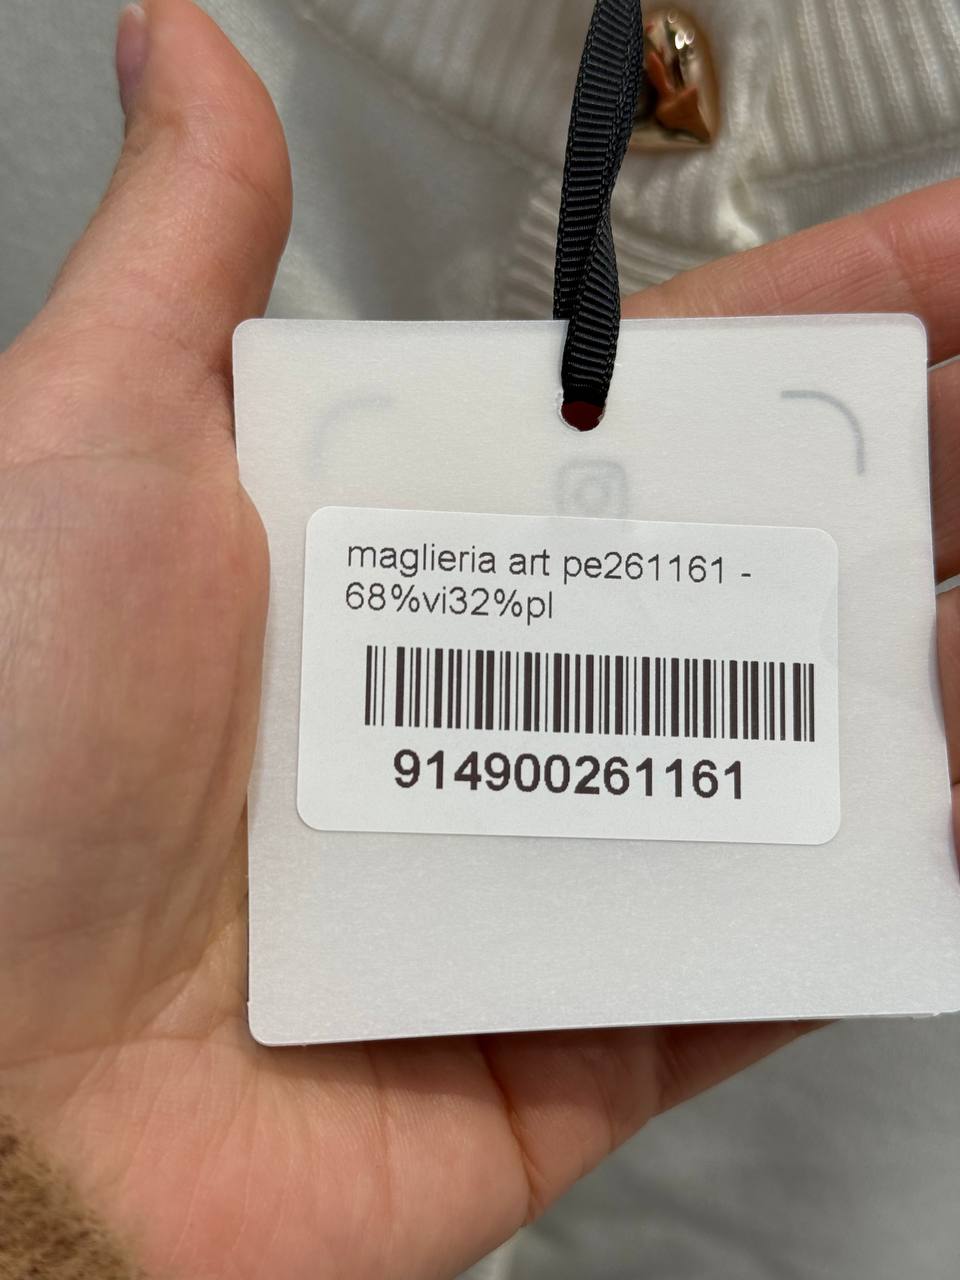 maglieria art pe261161 -
68%vi32%pl
914900261161